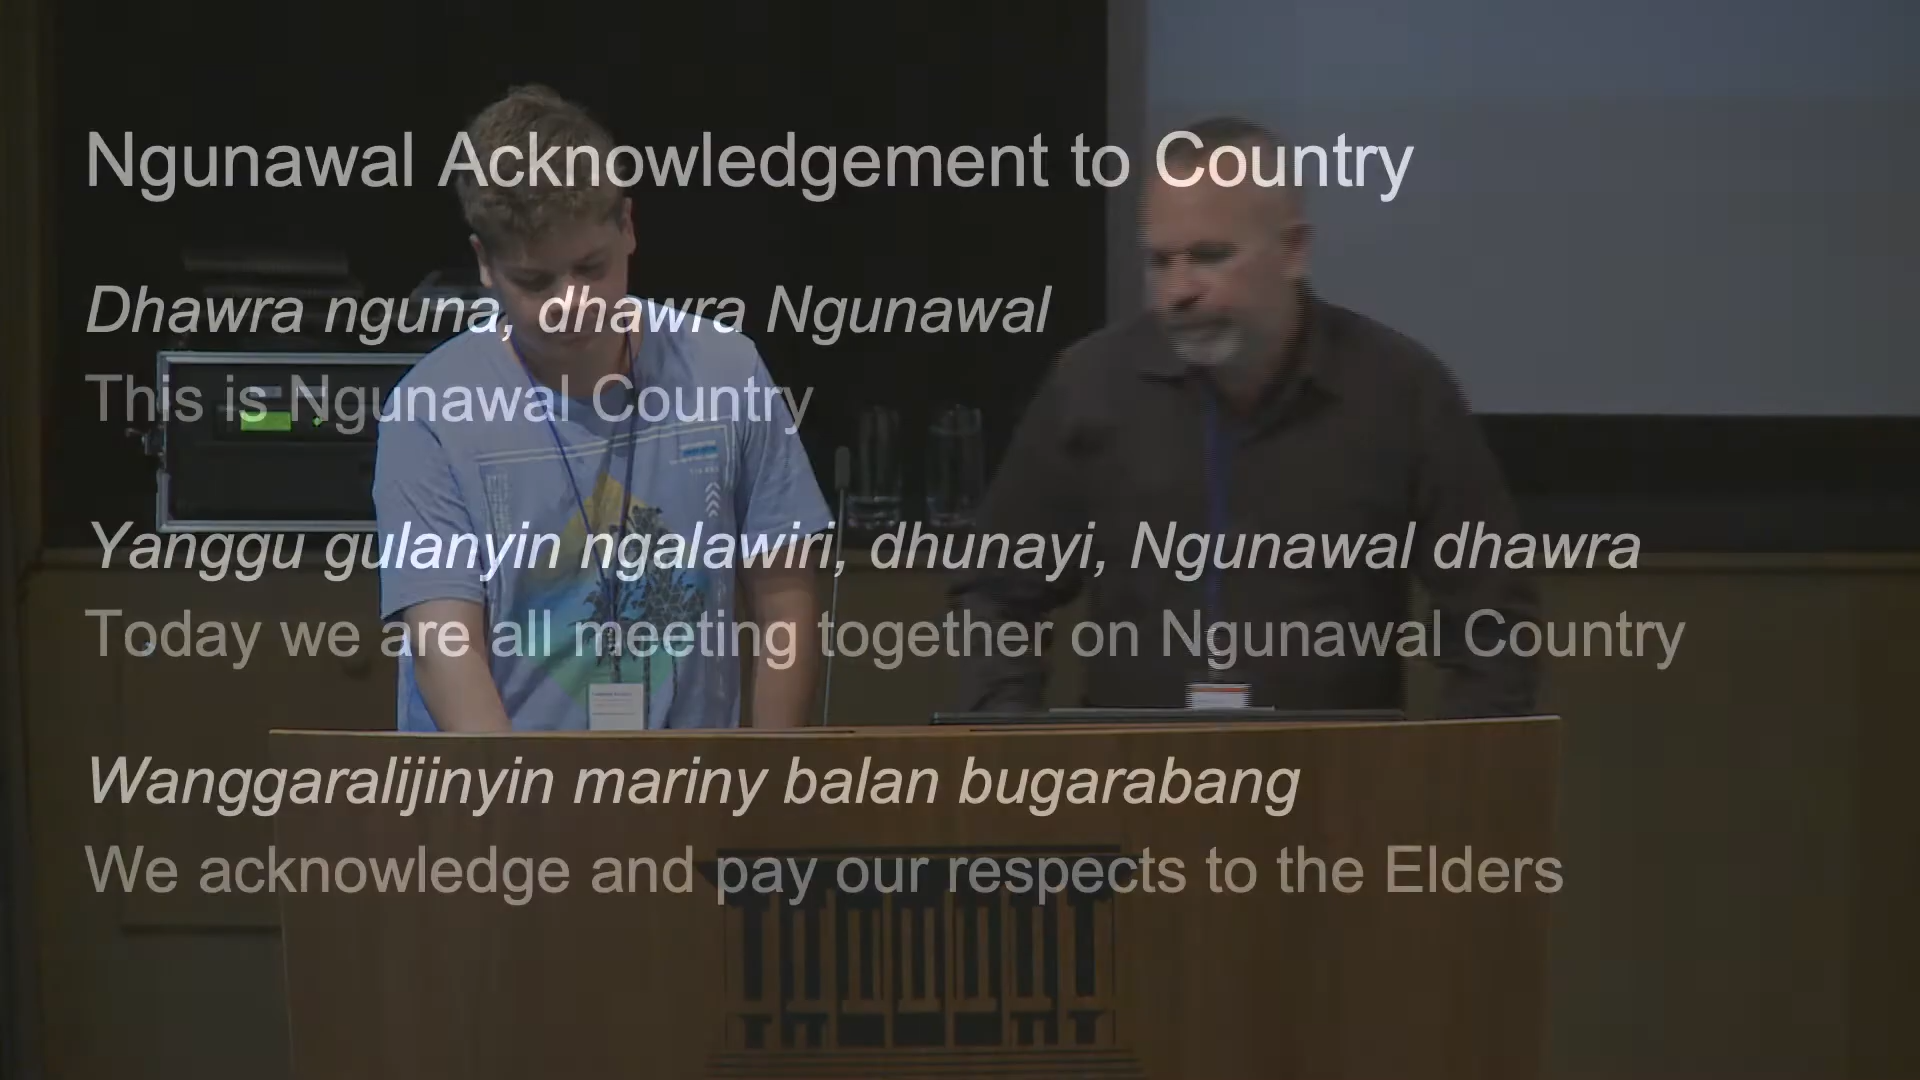 Ngunawal Acknowledgement to Country
Dhawra nguna, dhawra Ngunawal
This is Ngunawal Country
Yanggu gulanyin ngalawiri, dhunayi, Ngunawal dhawra
Today we are all meeting together on Ngunawal Country
Wanggaralijinyin mariny balan bugarabang
We acknowledge and pay our respects to the Elders